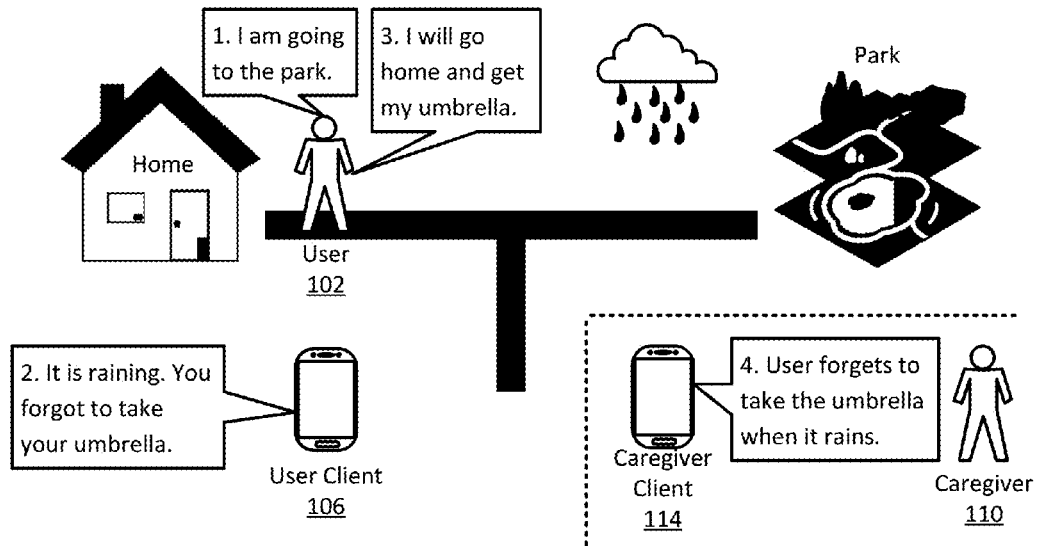 1. I am going
to the park.
3. I will go
home and get
my umbrella.
Park
Home
User
102
2. It is raining. You
forgot to take
your umbrella.
User Client
106
4. User forgets to
take the umbrella
when it rains.
Caregiver
Client
114
Caregiver
110